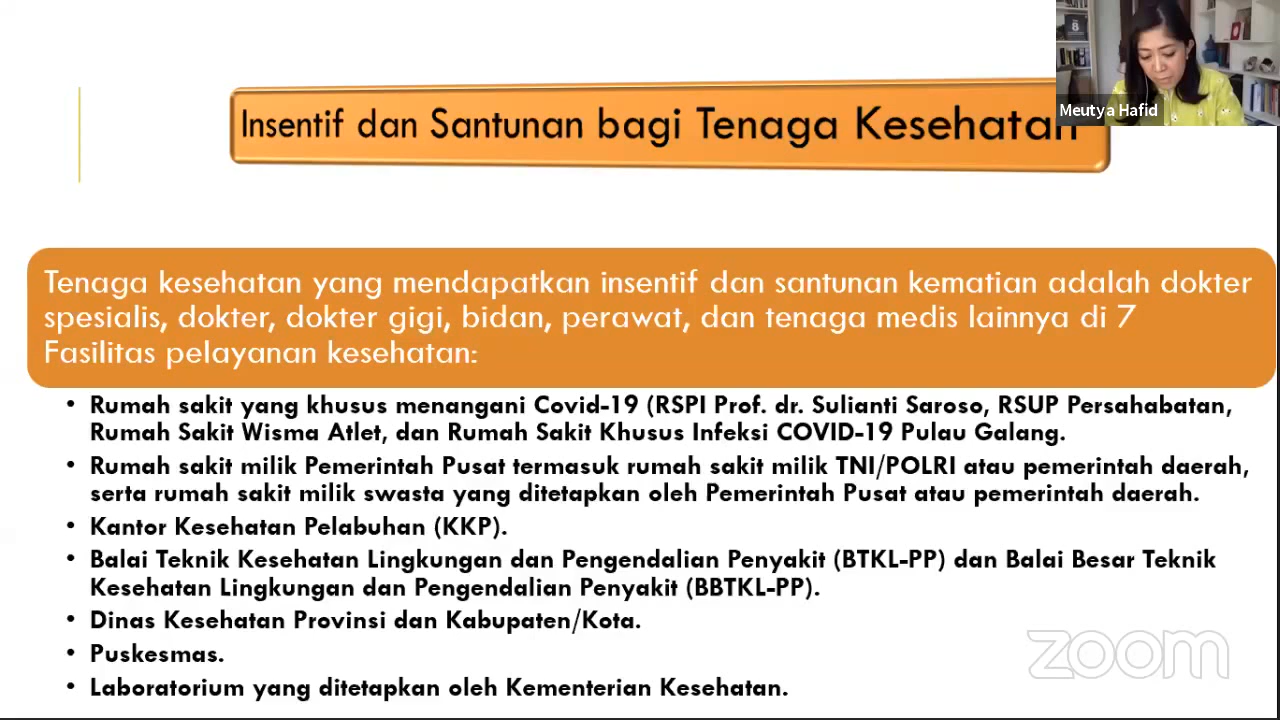 Insentif dan Santunan bagi Tenaga Kesehatan
Meutya Hafid
Tenaga kesehatan yang mendapatkan insentif dan santunan kematian adalah dokter
spesialis, dokter, dokter gigi, bidan, perawat, dan tenaga medis lainnya di 7
Fasilitas pelayanan kesehatan:
• Rumah sakit yang khusus menangani Covid-19 (RSPI Prof. dr. Sulianti Saroso, RSUP Persahabatan,
Rumah Sakit Wisma Atlet, dan Rumah Sakit Khusus Infeksi COVID-19 Pulau Galang.
• Rumah sakit milik Pemerintah Pusat termasuk rumah sakit milik TNI/POLRI atau pemerintah daerah,
serta rumah sakit milik swasta yang ditetapkan oleh Pemerintah Pusat atau pemerintah daerah.
• Kantor Kesehatan Pelabuhan (KKP).
• Balai Teknik Kesehatan Lingkungan dan Pengendalian Penyakit (BTKL-PP) dan Balai Besar Teknik
Kesehatan Lingkungan dan Pengendalian Penyakit (BBTKL-PP).
• Dinas Kesehatan Provinsi dan Kabupaten/Kota.
• Puskesmas.
• Laboratorium yang ditetapkan oleh Kementerian Kesehatan.
zoom